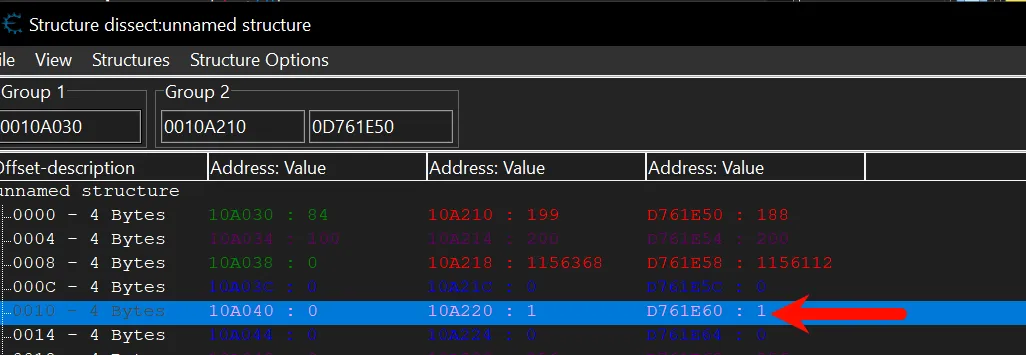 Structure dissect:unnamed structure
ile View Structures Structure Options
Group 1 Group 2
0010A030 0010A210 0D761E50
Offset-description Address: Value Address: Value Address: Value
unnamed structure
0000 - 4 Bytes 10A030 : 84 10A210 : 199 D761E50 : 188
0004 - 4 Bytes 10A034 : 100 10A214 : 200 D761E54 : 200
0008 - 4 Bytes 10A038 : 0 10A218 : 1156368 D761E58 : 1156112
000C - 4 Bytes 10A03C : 0 10A21C : 0 D761E5C : 0
0010 - 4 Bytes 10A040 : 0 10A220 : 1 D761E60 : 1
0014 - 4 Bytes 10A044 : 0 10A224 : 0 D761E64 : 0